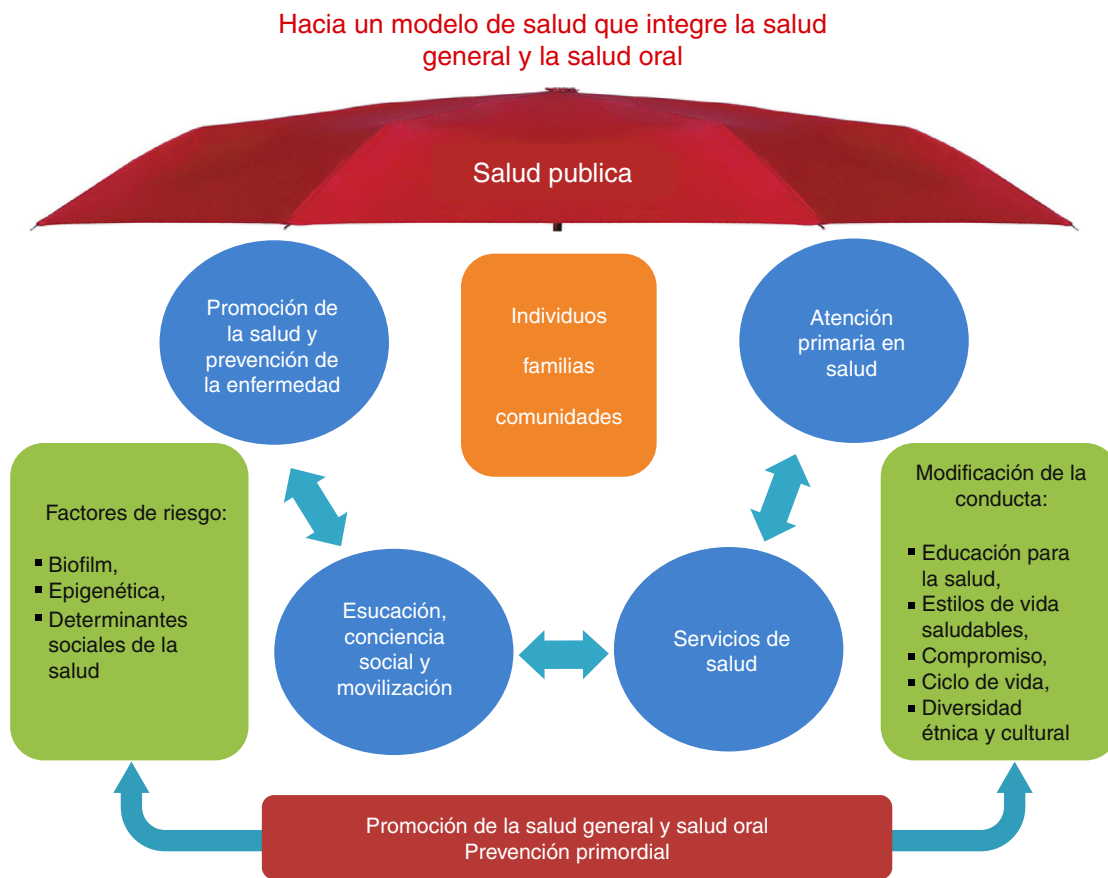 Hacia un modelo de salud que integre la salud
general y la salud oral
Salud publica
Promoción de
la salud y
prevención de
la enfermedad
Individuos
familias
comunidades
Atención
primaria en
salud
Factores de riesgo:
▪ Biofilm,
▪ Epigenética,
▪ Determinantes
sociales de la
salud
Esucación,
conciencia
social y
movilización
Servicios de
salud
Modificación de la
conducta:
▪ Educación para
la salud,
▪ Estilos de vida
saludables,
▪ Compromiso,
▪ Ciclo de vida,
▪ Diversidad
étnica y cultural
Promoción de la salud general y salud oral
Prevención primordial